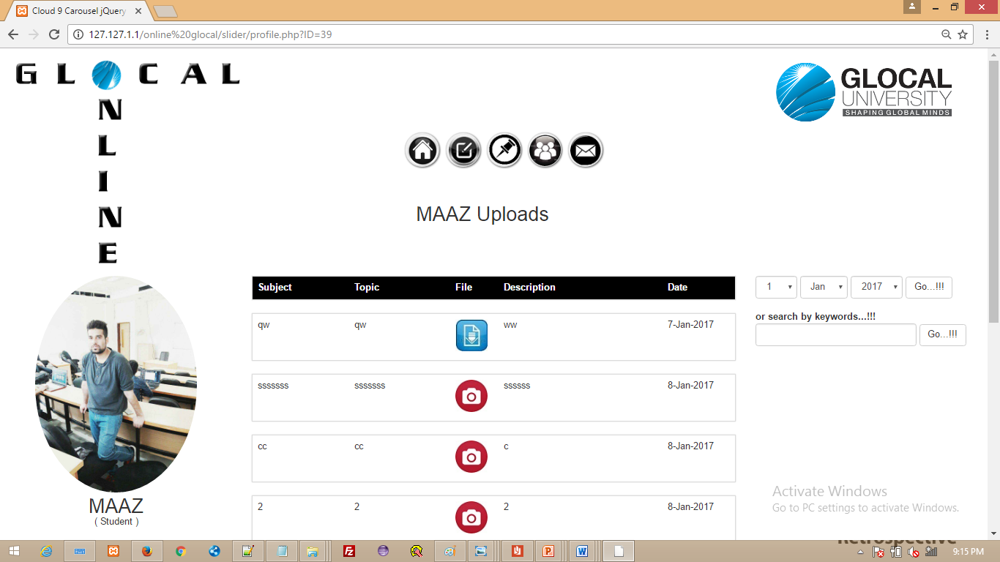 Cloud 9 Carousel jQuery
127.127.1.1/online%20glocal/slider/profile.php?ID=39
GLOCAL
ONLINE
GLOCAL
UNIVERSITY
SHAPING GLOBAL MINDS
MAAZ Uploads
Subject Topic File Description Date
qw qw ww 7-Jan-2017
sssssss sssssss ssssss 8-Jan-2017
cc cc c 8-Jan-2017
2 2 2 8-Jan-2017
1 Jan 2017 Go...!!!
or search by keywords...!!!
Go...!!!
MAAZ
( Student )
Activate Windows
Go to PC settings to activate Windows.
Retrospective
9:15 PM